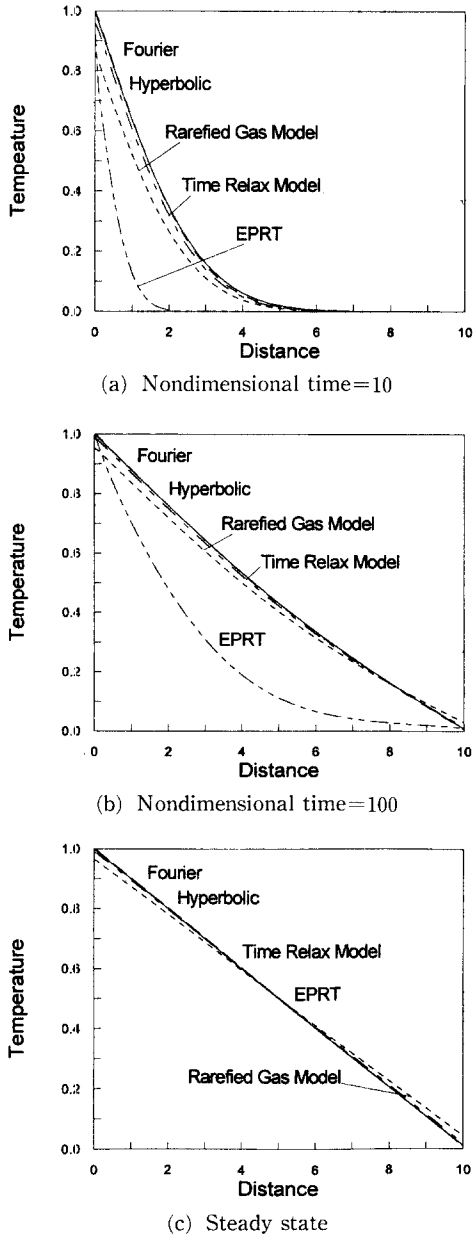 Tempeature
1.0
0.8
0.6
0.4
0.2
0.0
Fourier
Hyperbolic
Rarefied Gas Model
Time Relax Model
EPRT
0 2 4 6 8 10
Distance
(a) Nondimensional time=10
Temperature
1.0
0.8
0.6
0.4
0.2
0.0
Fourier
Hyperbolic
Rarefied Gas Model
Time Relax Model
EPRT
0 2 4 6 8 10
Distance
(b) Nondimensional time=100
Temperature
1.0
0.8
0.6
0.4
0.2
0.0
Fourier
Hyperbolic
Time Relax Model
EPRT
Rarefied Gas Model
0 2 4 6 8 10
Distance
(c) Steady state